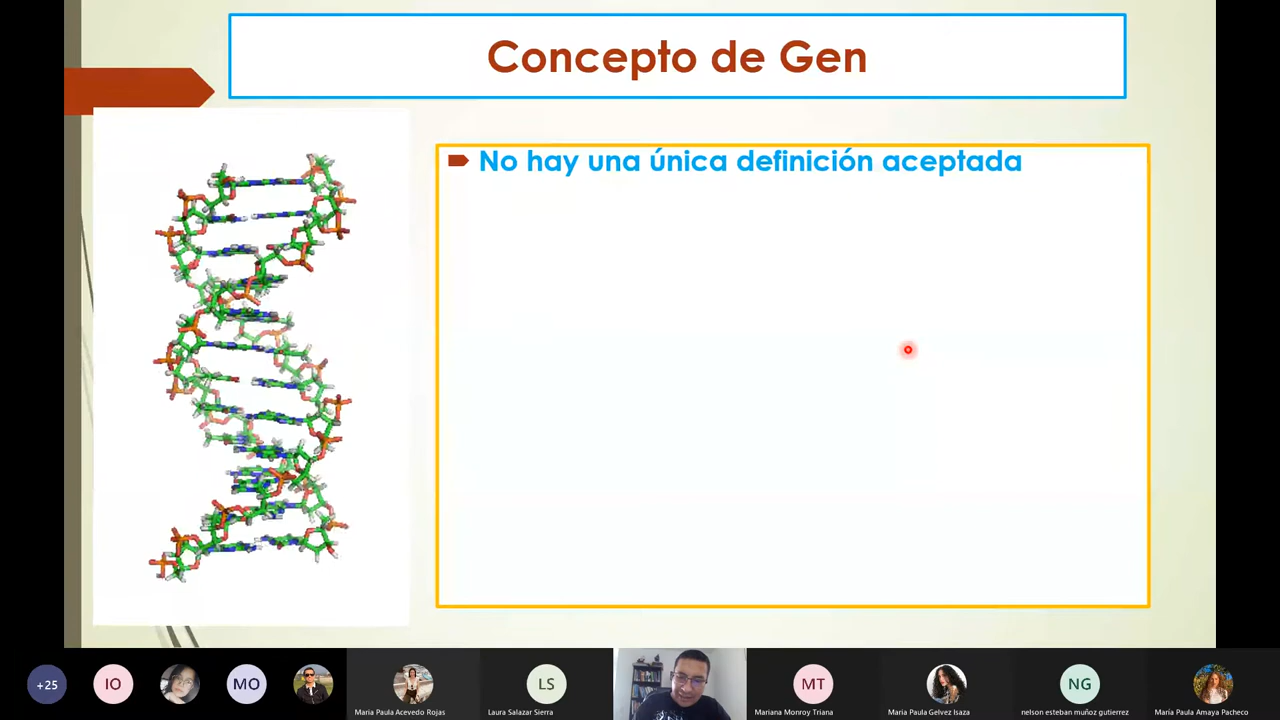 Concepto de Gen
No hay una única definición aceptada
+25
IO
MO
Maria Paula Acevedo Rojas
LS
Laura Salazar Sierra
MT
Mariana Monroy Triana
Maria Paula Gelvez Isaza
NG
nelson esteban muñoz gutierrez
María Paula Amaya Pacheco